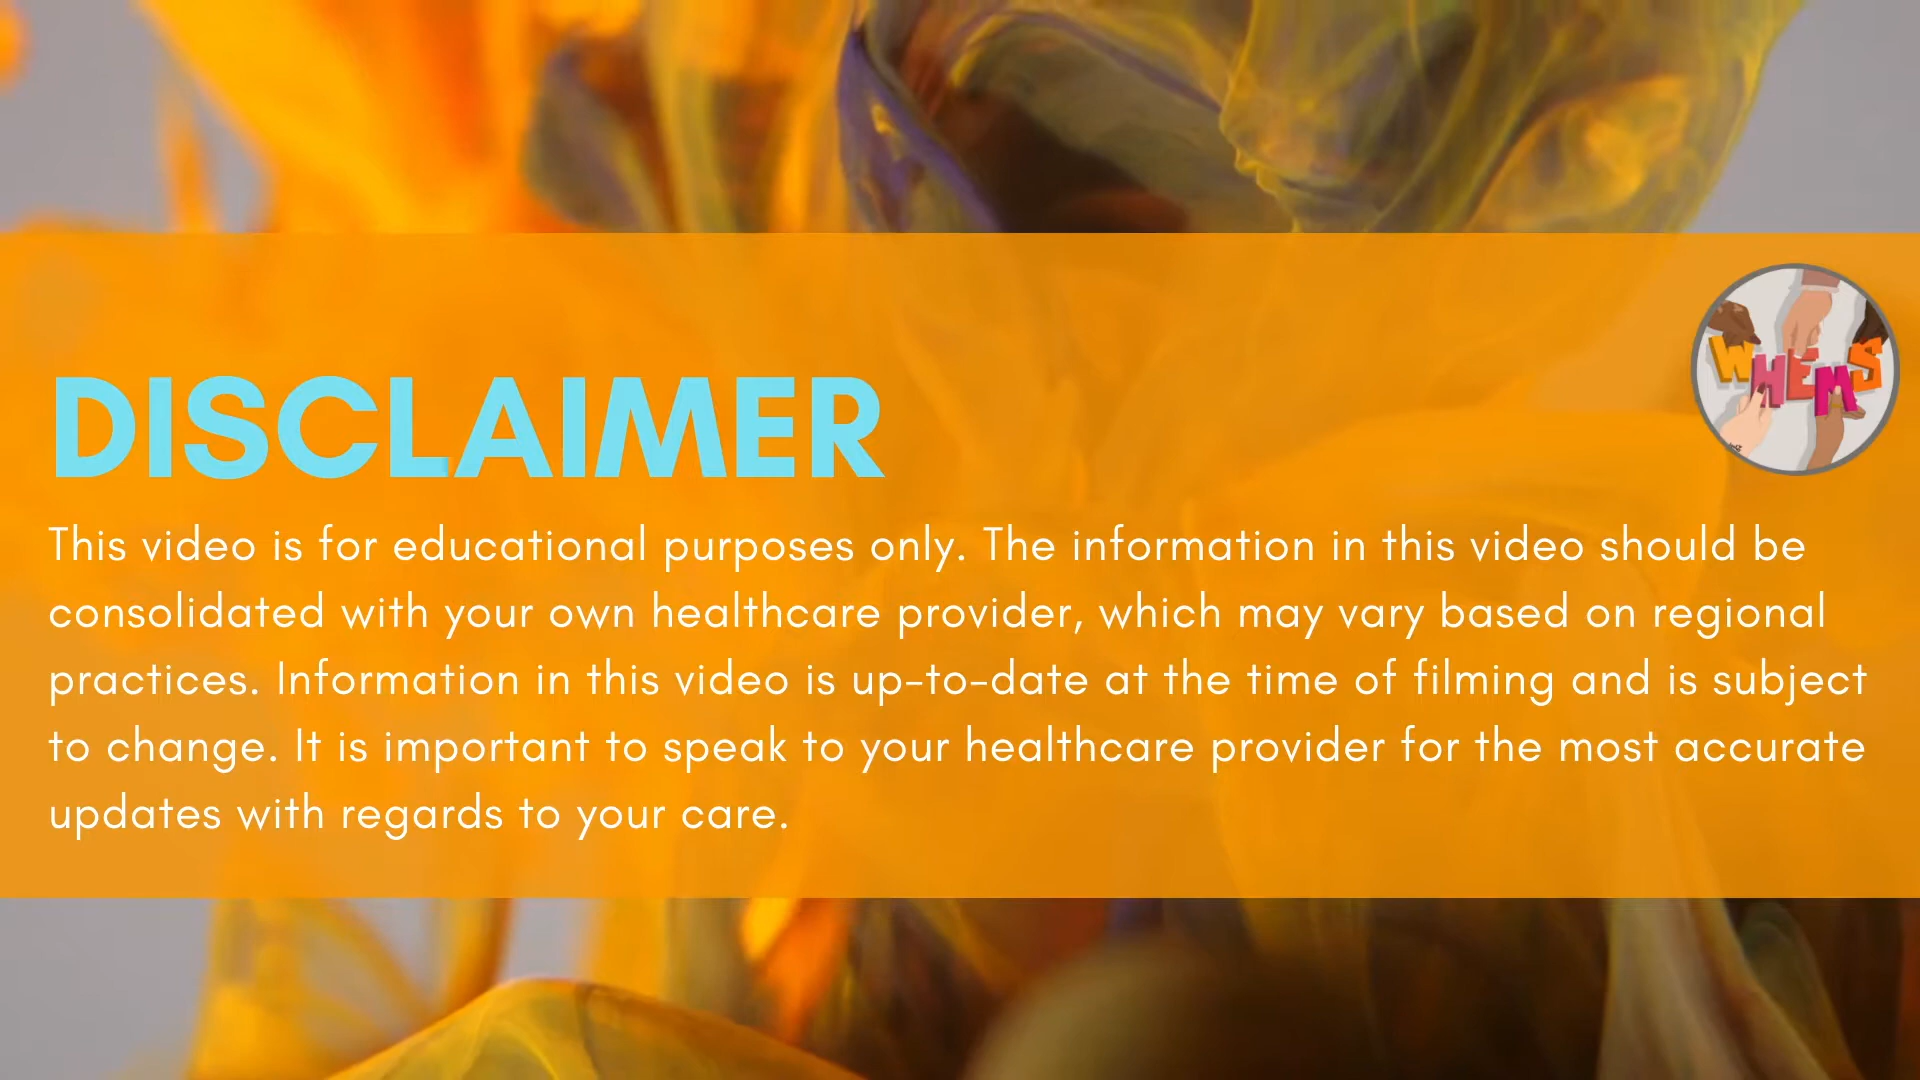 WHEMS
DISCLAIMER
This video is for educational purposes only. The information in this video should be
consolidated with your own healthcare provider, which may vary based on regional
practices. Information in this video is up-to-date at the time of filming and is subject
to change. It is important to speak to your healthcare provider for the most accurate
updates with regards to your care.